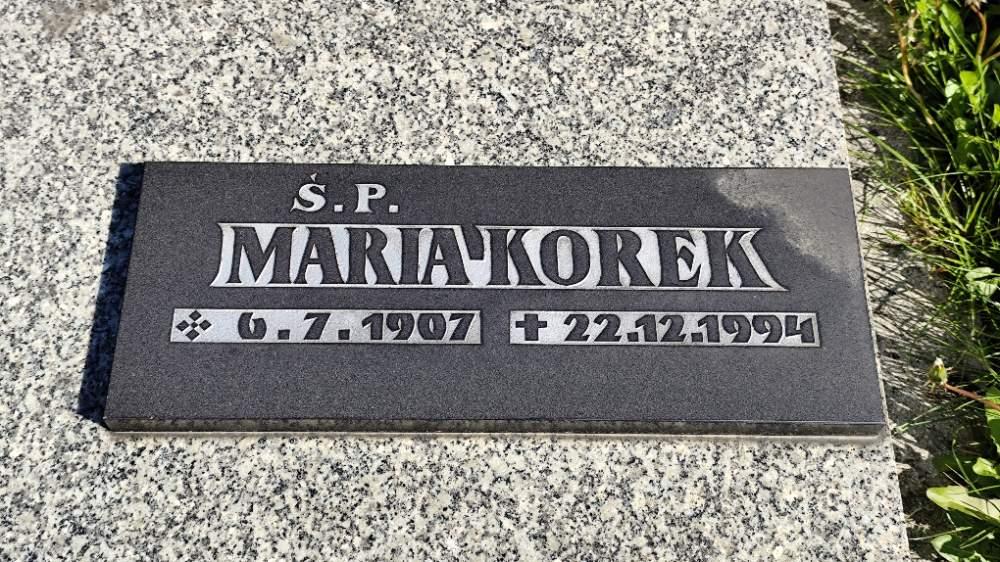 Ś.P.
MARIA KOREK
6.7.1907 ✝ 22.12.1994